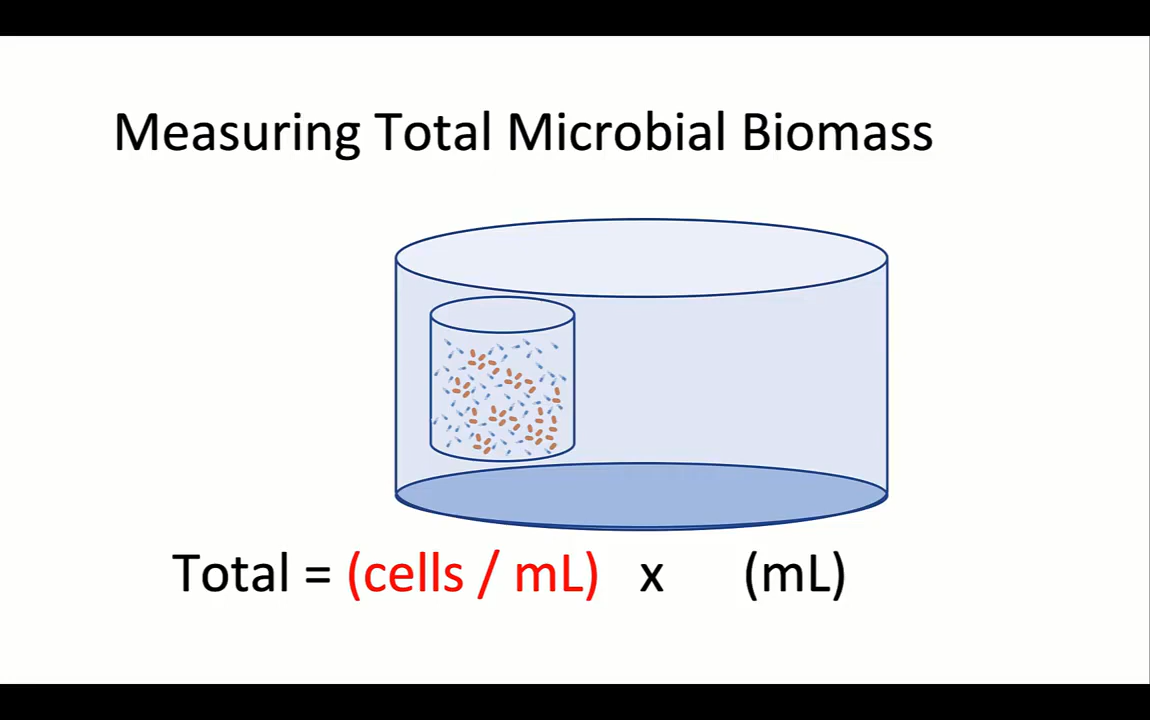 Measuring Total Microbial Biomass
Total = (cells / mL) x (mL)